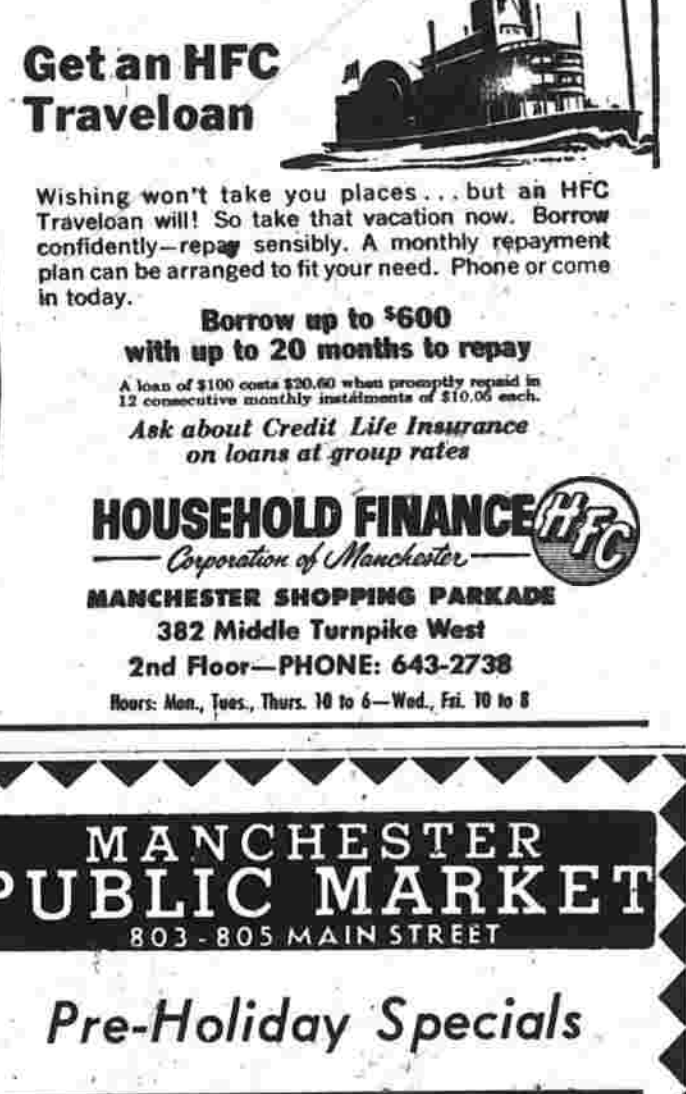 Get an HFC
Traveloan
Wishing won't take you places... but an HFC
Traveloan will! So take that vacation now. Borrow
confidently—repay sensibly. A monthly repayment
plan can be arranged to fit your need. Phone or come
in today.
Borrow up to $600
with up to 20 months to repay
A loan of $100 costs $20.60 when promptly repaid in
12 consecutive monthly instalments of $10.05 each.
Ask about Credit Life Insurance
on loans at group rates
HOUSEHOLD FINANCE
HFC
Corporation of Manchester
MANCHESTER SHOPPING PARKADE
382 Middle Turnpike West
2nd Floor—PHONE: 643-2738
Hours: Mon., Tues., Thurs. 10 to 6—Wed., Fri. 10 to 8
MANCHESTER
PUBLIC MARKET
803-805 MAIN STREET
Pre-Holiday Specials